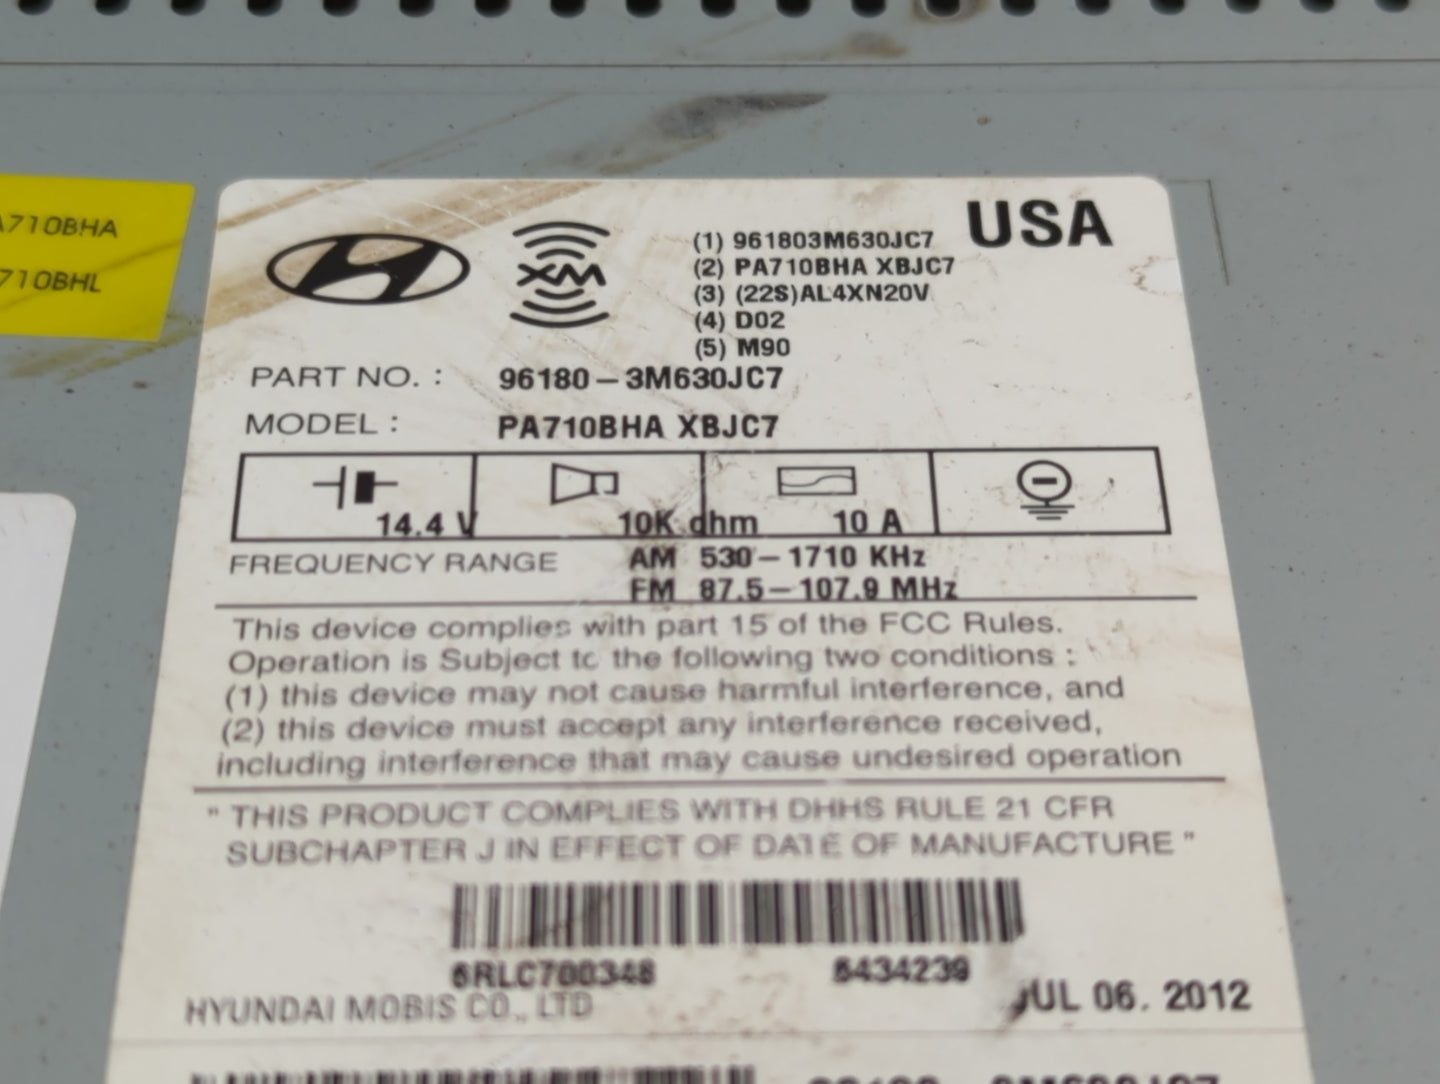 A710BHA
710BHL
XM
USA
(1) 961803M630JC7
(2) PA710BHA XBJC7
(3) (22S)AL4XN20V
(4) D02
(5) M90
PART NO. : 96180-3M630JC7
MODEL : PA710BHA XBJC7
14.4 V 10K ohm 10 A
FREQUENCY RANGE AM 530-1710 KHz
FM 87.5-107.9 MHz
This device complies with part 15 of the FCC Rules.
Operation is Subject to the following two conditions :
(1) this device may not cause harmful interference, and
(2) this device must accept any interference received,
including interference that may cause undesired operation
" THIS PRODUCT COMPLIES WITH DHHS RULE 21 CFR
SUBCHAPTER J IN EFFECT OF DATE OF MANUFACTURE "
HYUNDAI MOBIS CO., LTD
JUL 06. 2012